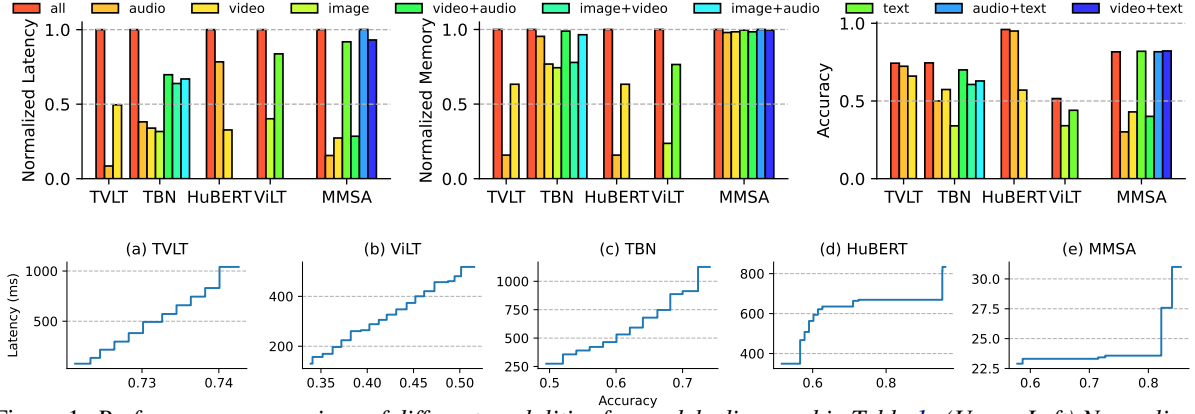 all audio video image video+audio image+video image+audio text audio+text video+text
Normalized Latency
1.0
0.5
0.0
TVLT TBN HuBERT ViLT MMSA
Normalized Memory
1.0
0.5
0.0
TVLT TBN HuBERT ViLT MMSA
Accuracy
1.0
0.5
0.0
TVLT TBN HuBERT ViLT MMSA
(a) TVLT
Latency (ms)
1000
500
0.73 0.74
(b) ViLT
400
200
0.35 0.40 0.45 0.50
(c) TBN
1000
750
500
250
0.5 0.6 0.7
Accuracy
(d) HuBERT
800
600
400
0.6 0.8
(e) MMSA
30.0
27.5
25.0
22.5
0.6 0.7 0.8